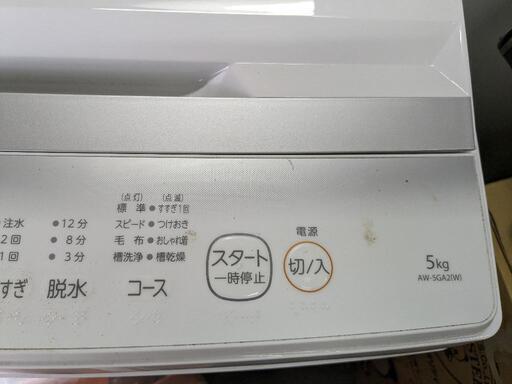 (点灯) (点滅)
注水 ●12分 標準●すすぎ1回
2回 ●8分 スピード●つけおき
1回 ●3分 毛布●おしゃれ着
槽洗浄●槽乾燥
すぎ 脱水 コース
スタート
一時停止
電源
切/入
5kg
AW-5GA2(W)